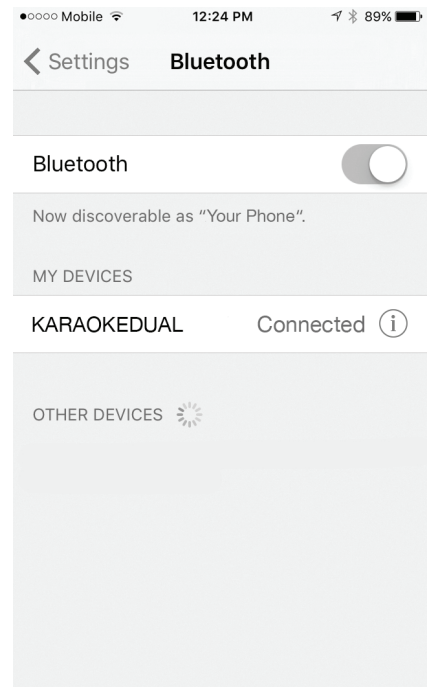 Mobile 12:24 PM 89%
Settings Bluetooth
Bluetooth
Now discoverable as “Your Phone“.
MY DEVICES
KARAOKEDUAL Connected i
OTHER DEVICES